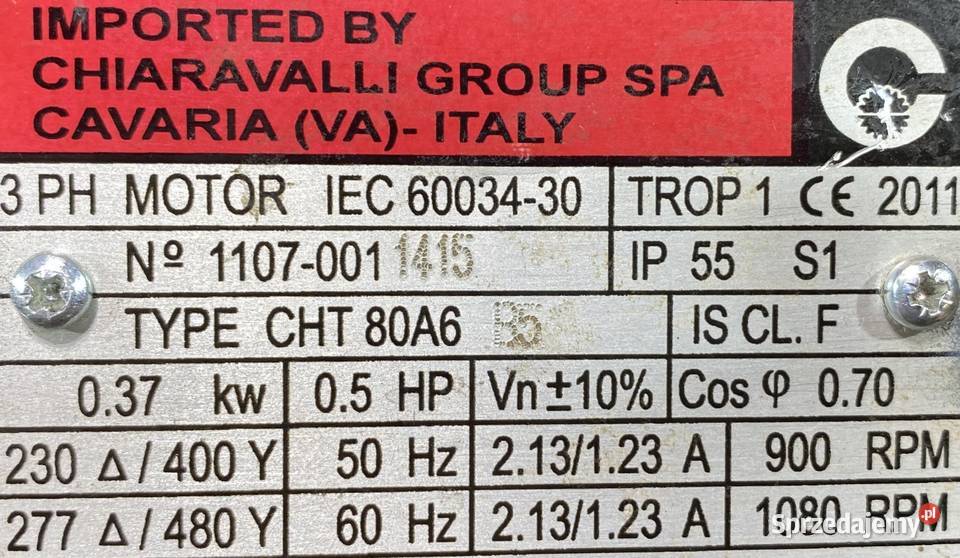 IMPORTED BY
CHIARAVALLI GROUP SPA
CAVARIA (VA)- ITALY
3 PH MOTOR IEC 60034-30 TROP 1 CE 2011
Nº 1107-001 1415 IP 55 S1
TYPE CHT 80A6 B5 IS CL. F
0.37 kw 0.5 HP Vn ±10% Cos φ 0.70
230 Δ / 400 Y 50 Hz 2.13/1.23 A 900 RPM
277 Δ / 480 Y 60 Hz 2.13/1.23 A 1080 RPM
Sprzedajemy.pl